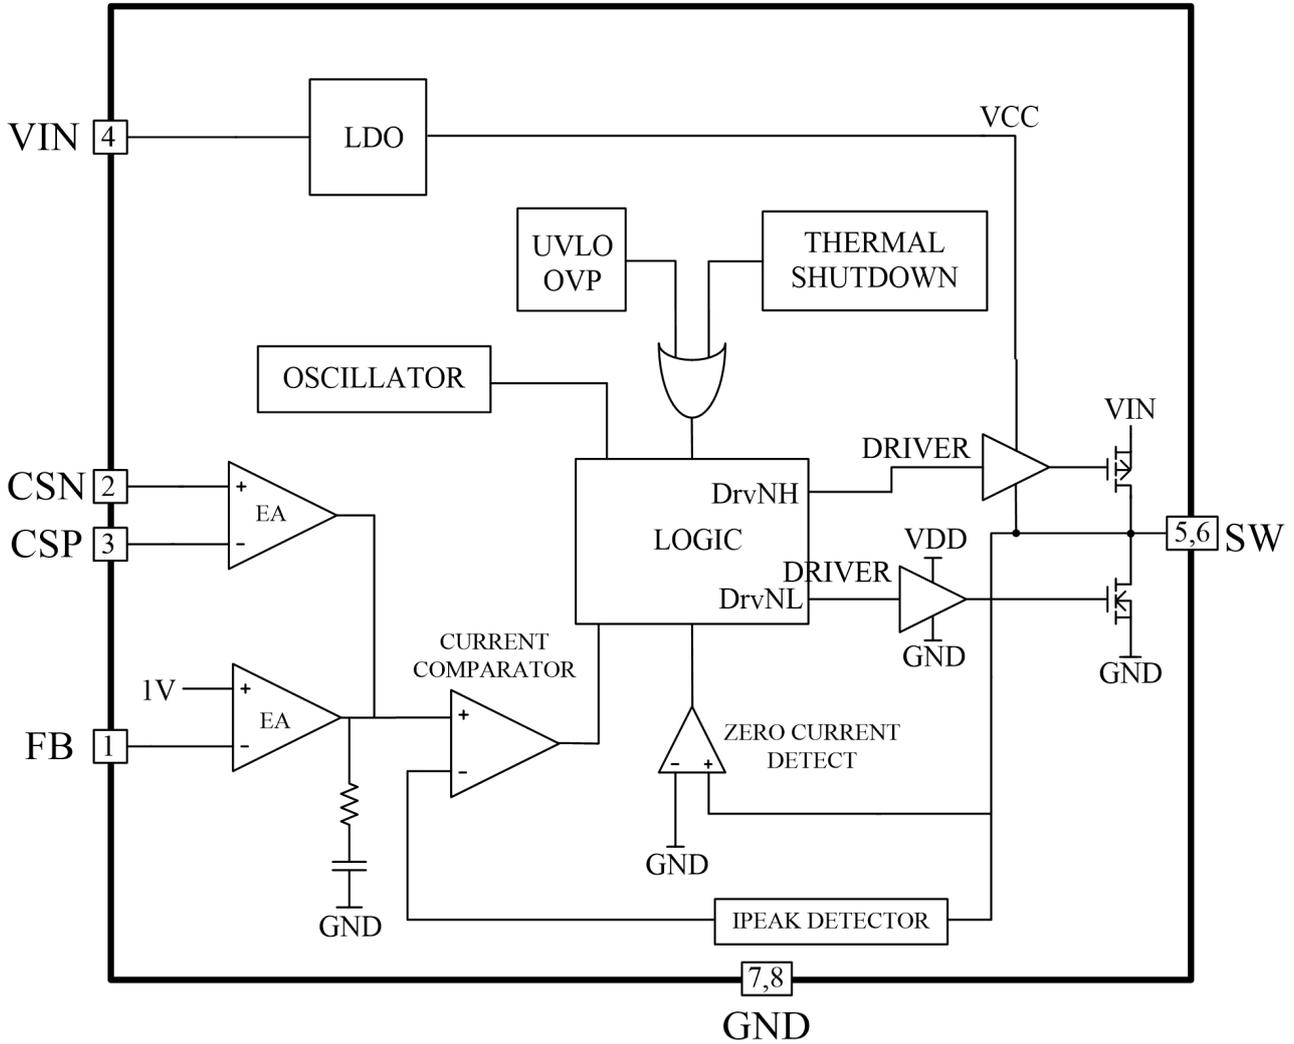 VCC
VIN 4
LDO
UVLO
OVP
THERMAL
SHUTDOWN
OSCILLATOR
VIN
DRIVER
CSN 2
+
EA
-
CSP 3
DrvNH
LOGIC
5,6 SW
VDD
DRIVER
DrvNL
GND
GND
CURRENT
COMPARATOR
1V
+
EA
-
FB 1
+
-
ZERO CURRENT
DETECT
- +
GND
GND
IPEAK DETECTOR
7,8
GND